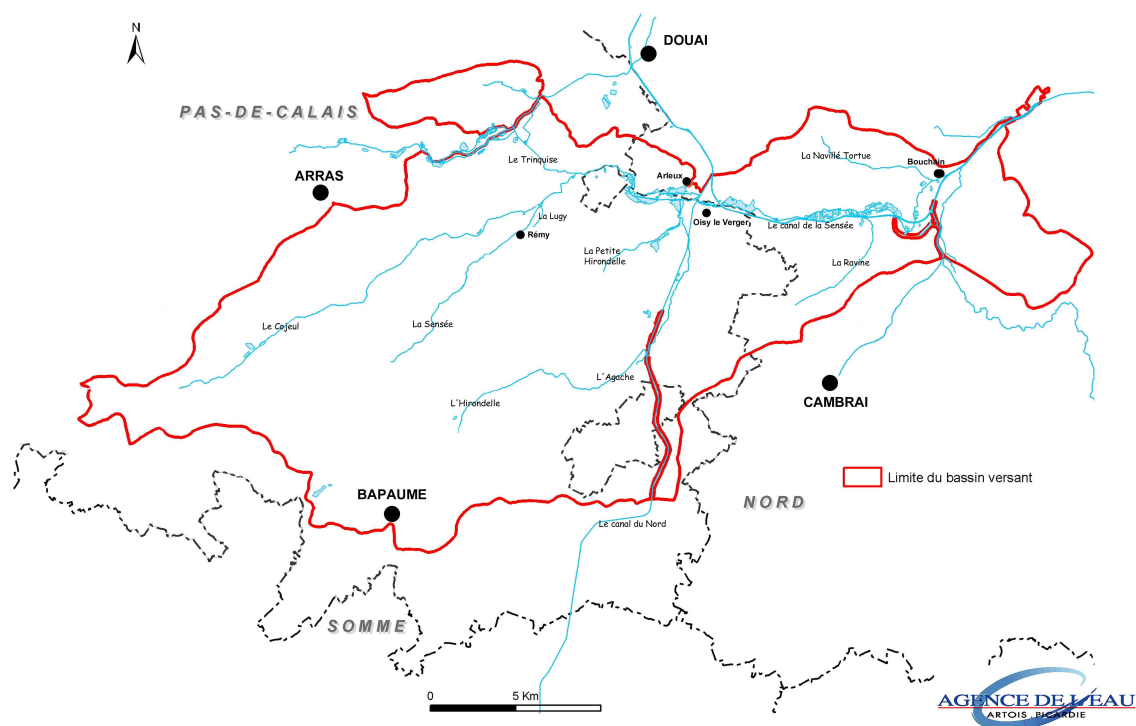 N
DOUAI
PAS-DE-CALAIS
La Navillé Tortue
Le Trinquise
Bouchain
ARRAS
Arleux
La Lugy
Oisy le Verger
Le canal de la Sensée
Rémy
La Petite
Hirondelle
La Ravine
Le Cojeul
La Sensée
L'Agache
L'Hirondelle
CAMBRAI
Limite du bassin versant
BAPAUME
NORD
Le canal du Nord
SOMME
0
5 Km
AGENCE DE L'EAU
ARTOIS . PICARDIE